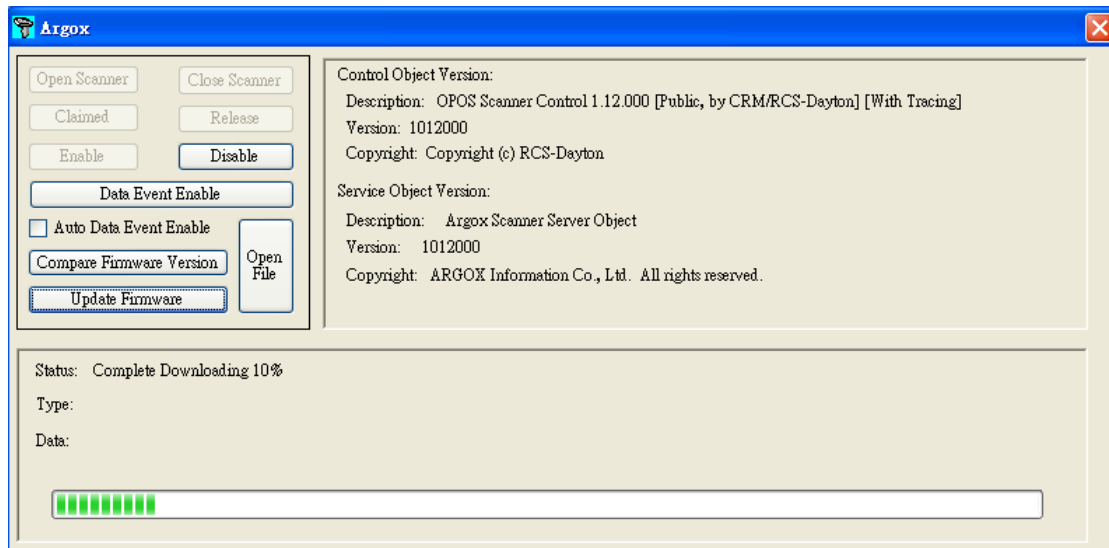 Argox
Open Scanner
Close Scanner
Claimed
Release
Enable
Disable
Data Event Enable
Auto Data Event Enable
Compare Firmware Version
Update Firmware
Open
File
Control Object Version:
Description: OPOS Scanner Control 1.12.000 [Public, by CRM/RCS-Dayton] [With Tracing]
Version: 1012000
Copyright: Copyright (c) RCS-Dayton
Service Object Version:
Description: Argox Scanner Server Object
Version: 1012000
Copyright: ARGOX Information Co., Ltd. All rights reserved.
Status: Complete Downloading 10%
Type:
Data: